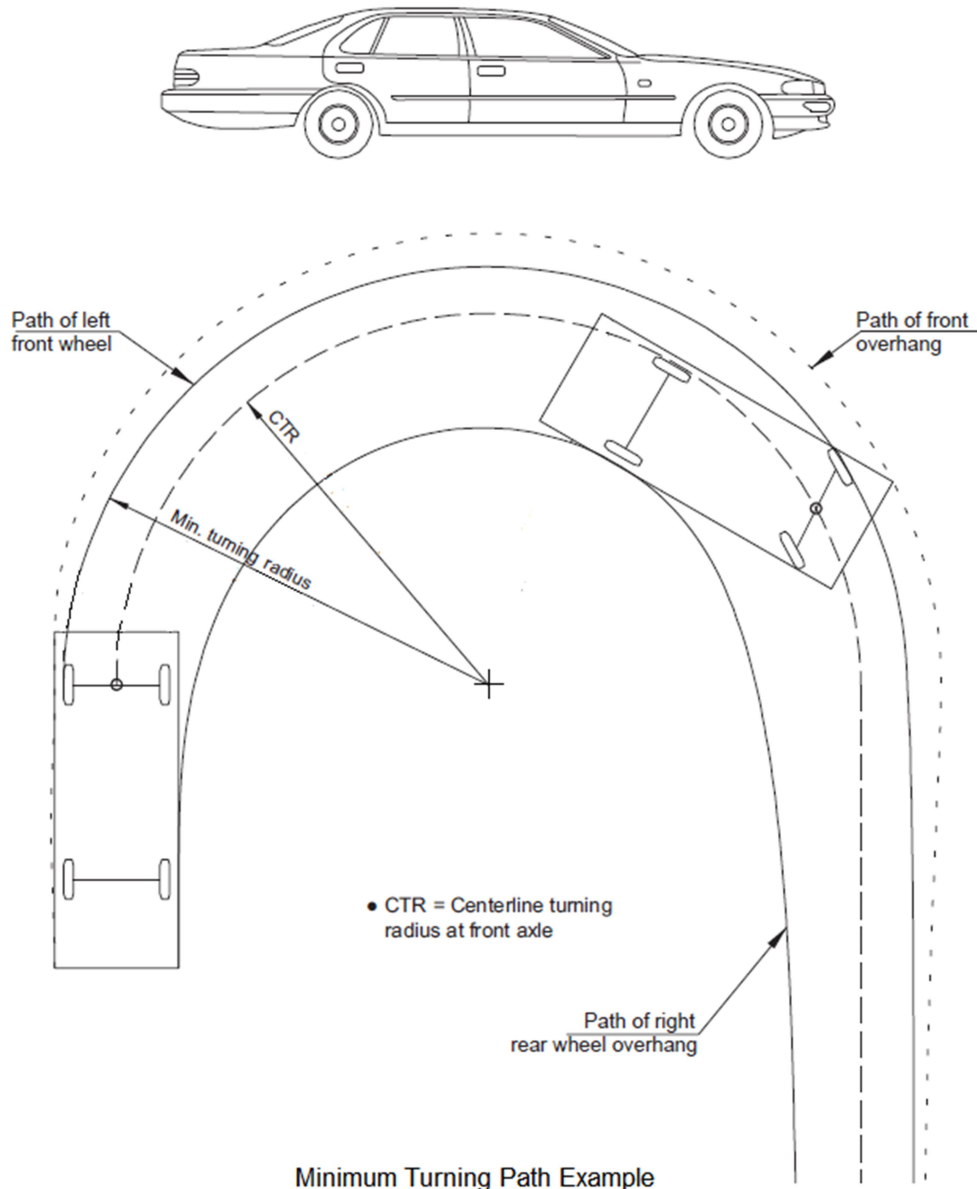 Path of left
front wheel
Path of front
overhang
CTR
Min. turning radius
● CTR = Centerline turning
radius at front axle
Path of right
rear wheel overhang
Minimum Turning Path Example